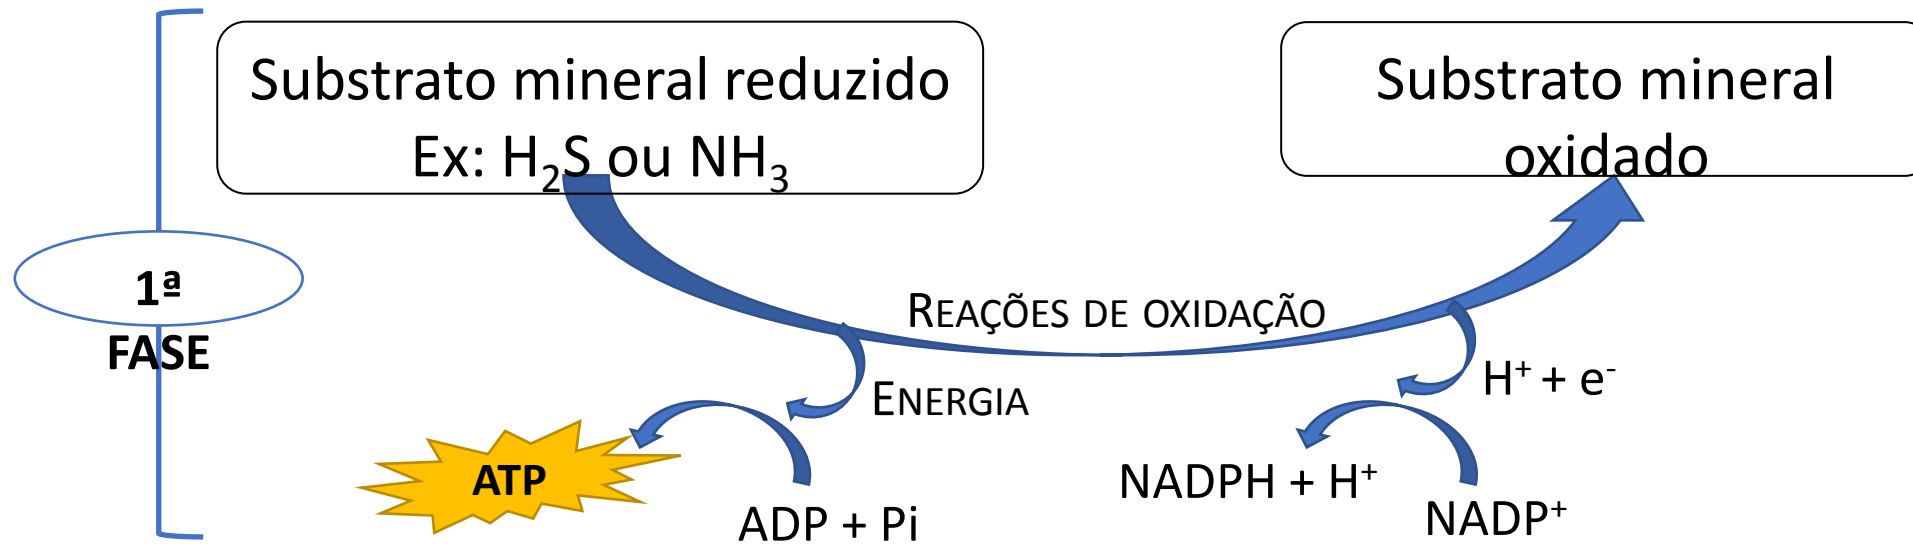 Substrato mineral reduzido
Ex: H₂S ou NH₃
Substrato mineral
oxidado
1ª
FASE
REAÇÕES DE OXIDAÇÃO
ENERGIA
H⁺ + e⁻
ATP
ADP + Pi
NADPH + H⁺
NADP⁺